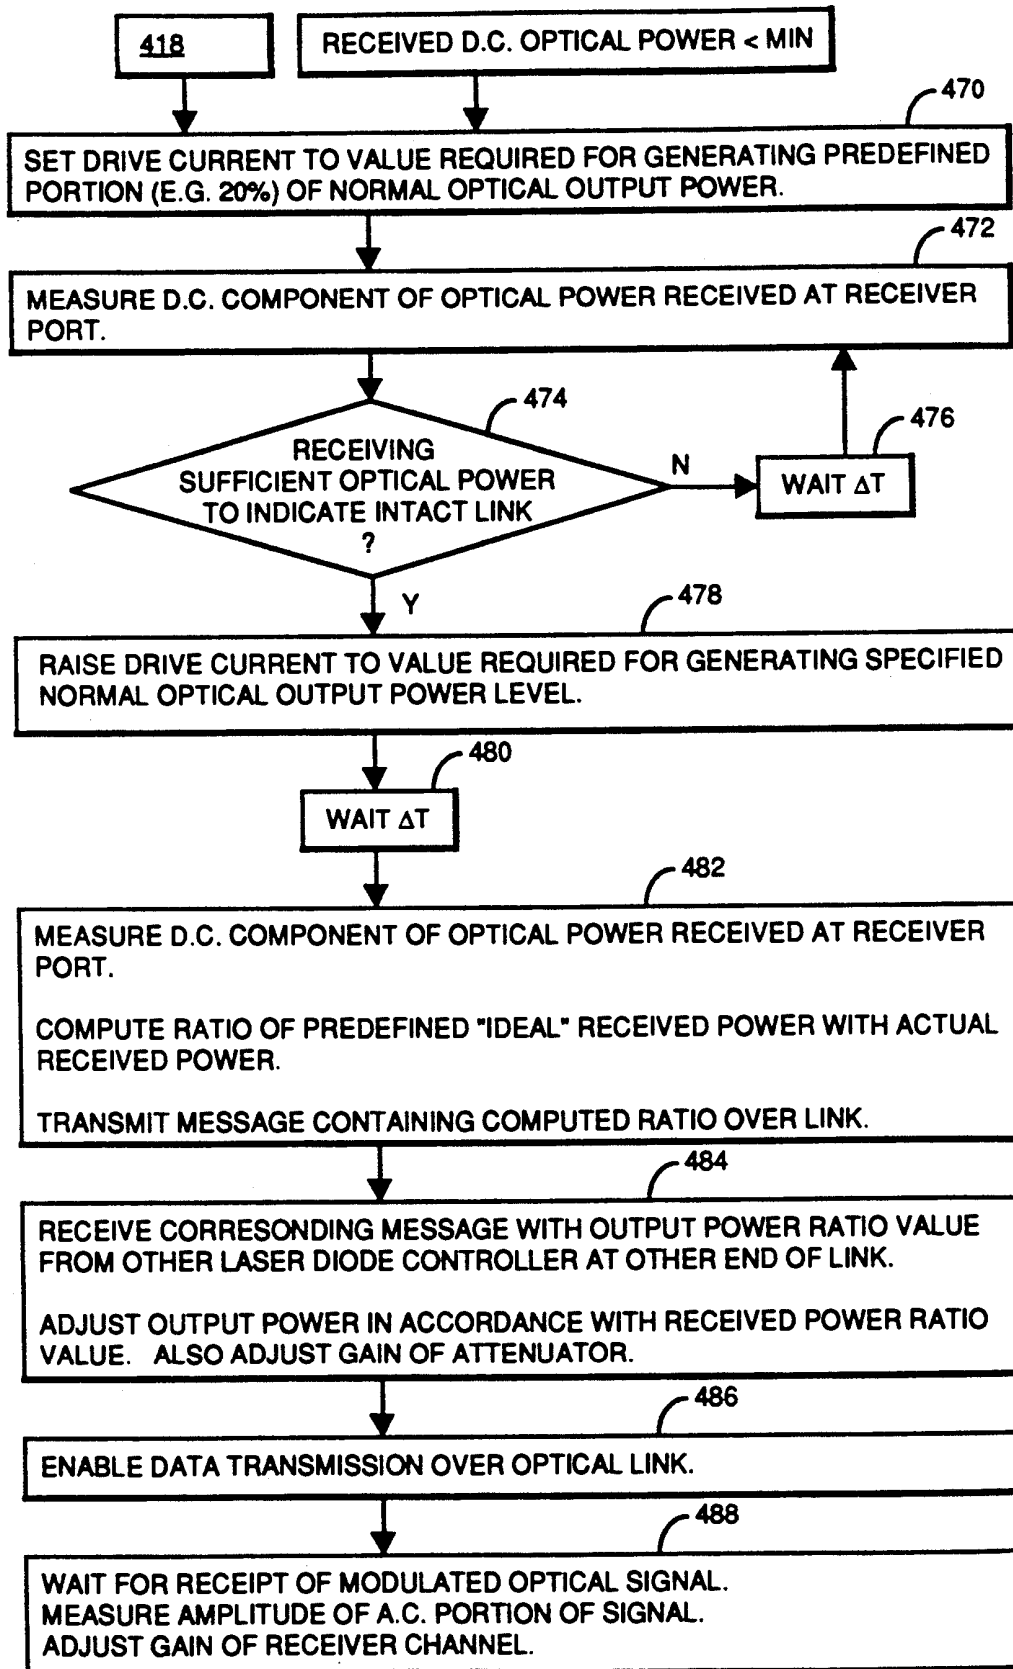 418
RECEIVED D.C. OPTICAL POWER < MIN
470
SET DRIVE CURRENT TO VALUE REQUIRED FOR GENERATING PREDEFINED
PORTION (E.G. 20%) OF NORMAL OPTICAL OUTPUT POWER.
472
MEASURE D.C. COMPONENT OF OPTICAL POWER RECEIVED AT RECEIVER
PORT.
474
RECEIVING
SUFFICIENT OPTICAL POWER
TO INDICATE INTACT LINK
?
N
476
WAIT ΔT
Y
478
RAISE DRIVE CURRENT TO VALUE REQUIRED FOR GENERATING SPECIFIED
NORMAL OPTICAL OUTPUT POWER LEVEL.
480
WAIT ΔT
482
MEASURE D.C. COMPONENT OF OPTICAL POWER RECEIVED AT RECEIVER
PORT.
COMPUTE RATIO OF PREDEFINED "IDEAL" RECEIVED POWER WITH ACTUAL
RECEIVED POWER.
TRANSMIT MESSAGE CONTAINING COMPUTED RATIO OVER LINK.
484
RECEIVE CORRESONDING MESSAGE WITH OUTPUT POWER RATIO VALUE
FROM OTHER LASER DIODE CONTROLLER AT OTHER END OF LINK.
ADJUST OUTPUT POWER IN ACCORDANCE WITH RECEIVED POWER RATIO
VALUE. ALSO ADJUST GAIN OF ATTENUATOR.
486
ENABLE DATA TRANSMISSION OVER OPTICAL LINK.
488
WAIT FOR RECEIPT OF MODULATED OPTICAL SIGNAL.
MEASURE AMPLITUDE OF A.C. PORTION OF SIGNAL.
ADJUST GAIN OF RECEIVER CHANNEL.